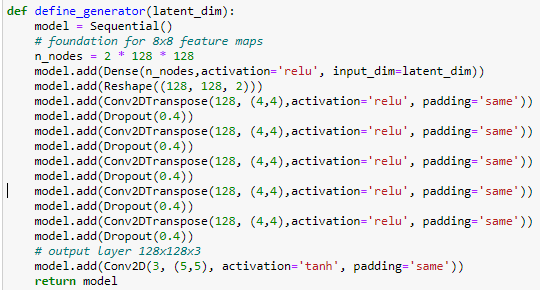 def define_generator(latent_dim):
    model = Sequential()
    # foundation for 8x8 feature maps
    n_nodes = 2 * 128 * 128
    model.add(Dense(n_nodes,activation='relu', input_dim=latent_dim))
    model.add(Reshape((128, 128, 2)))
    model.add(Conv2DTranspose(128, (4,4),activation='relu', padding='same'))
    model.add(Dropout(0.4))
    model.add(Conv2DTranspose(128, (4,4),activation='relu', padding='same'))
    model.add(Dropout(0.4))
    model.add(Conv2DTranspose(128, (4,4),activation='relu', padding='same'))
    model.add(Dropout(0.4))
    model.add(Conv2DTranspose(128, (4,4),activation='relu', padding='same'))
    model.add(Dropout(0.4))
    model.add(Conv2DTranspose(128, (4,4),activation='relu', padding='same'))
    model.add(Dropout(0.4))
    # output layer 128x128x3
    model.add(Conv2D(3, (5,5), activation='tanh', padding='same'))
    return model